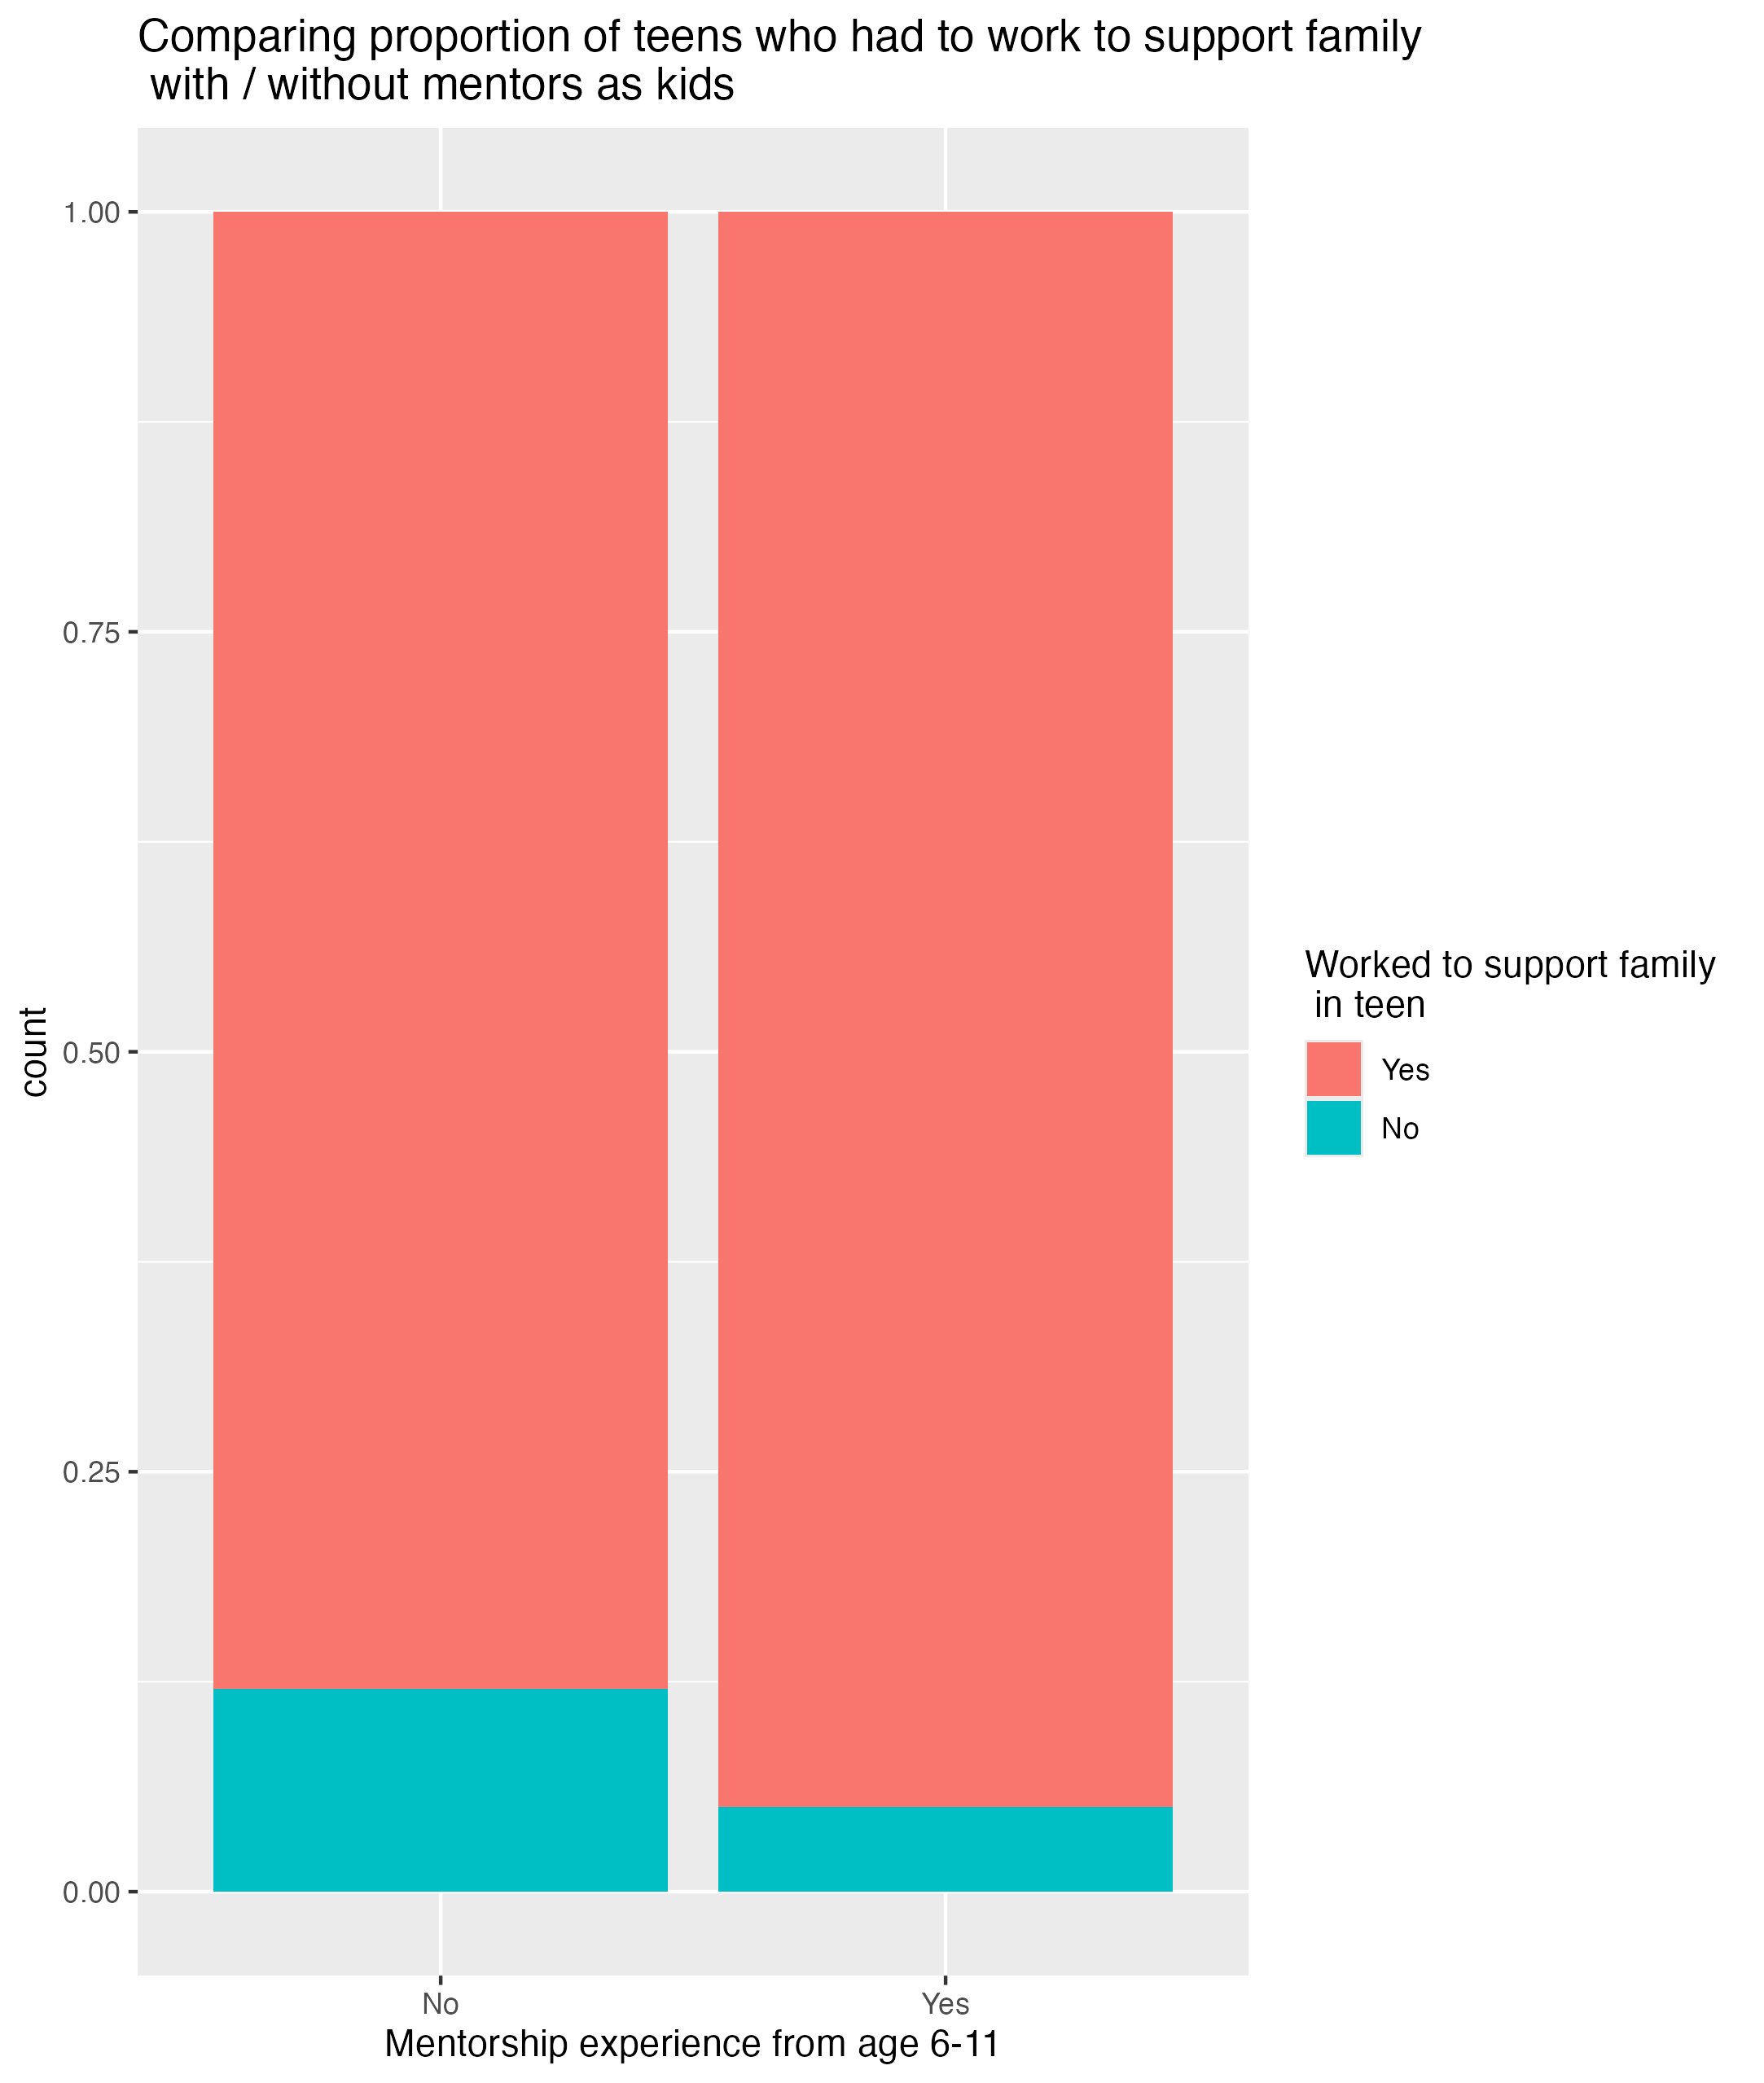 Comparing proportion of teens who had to work to support family
with / without mentors as kids
1.00
0.75
0.50
0.25
0.00
count
No
Yes
Mentorship experience from age 6-11
Worked to support family
in teen
Yes
No